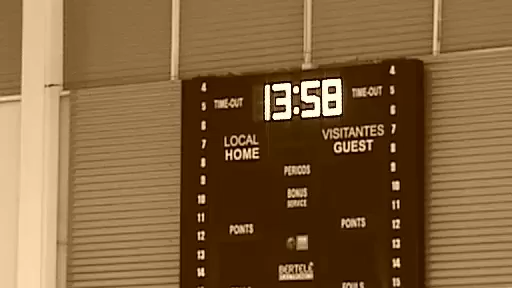 13:58
TIME-OUT TIME-OUT
LOCAL VISITANTES
HOME GUEST
PERIODS
BONUS
SERVICE
POINTS POINTS
BERTELÈ
FOULS
4 5 6 7 8 9 10 11 12 13 14
4 5 6 7 8 9 10 11 12 13 14 15